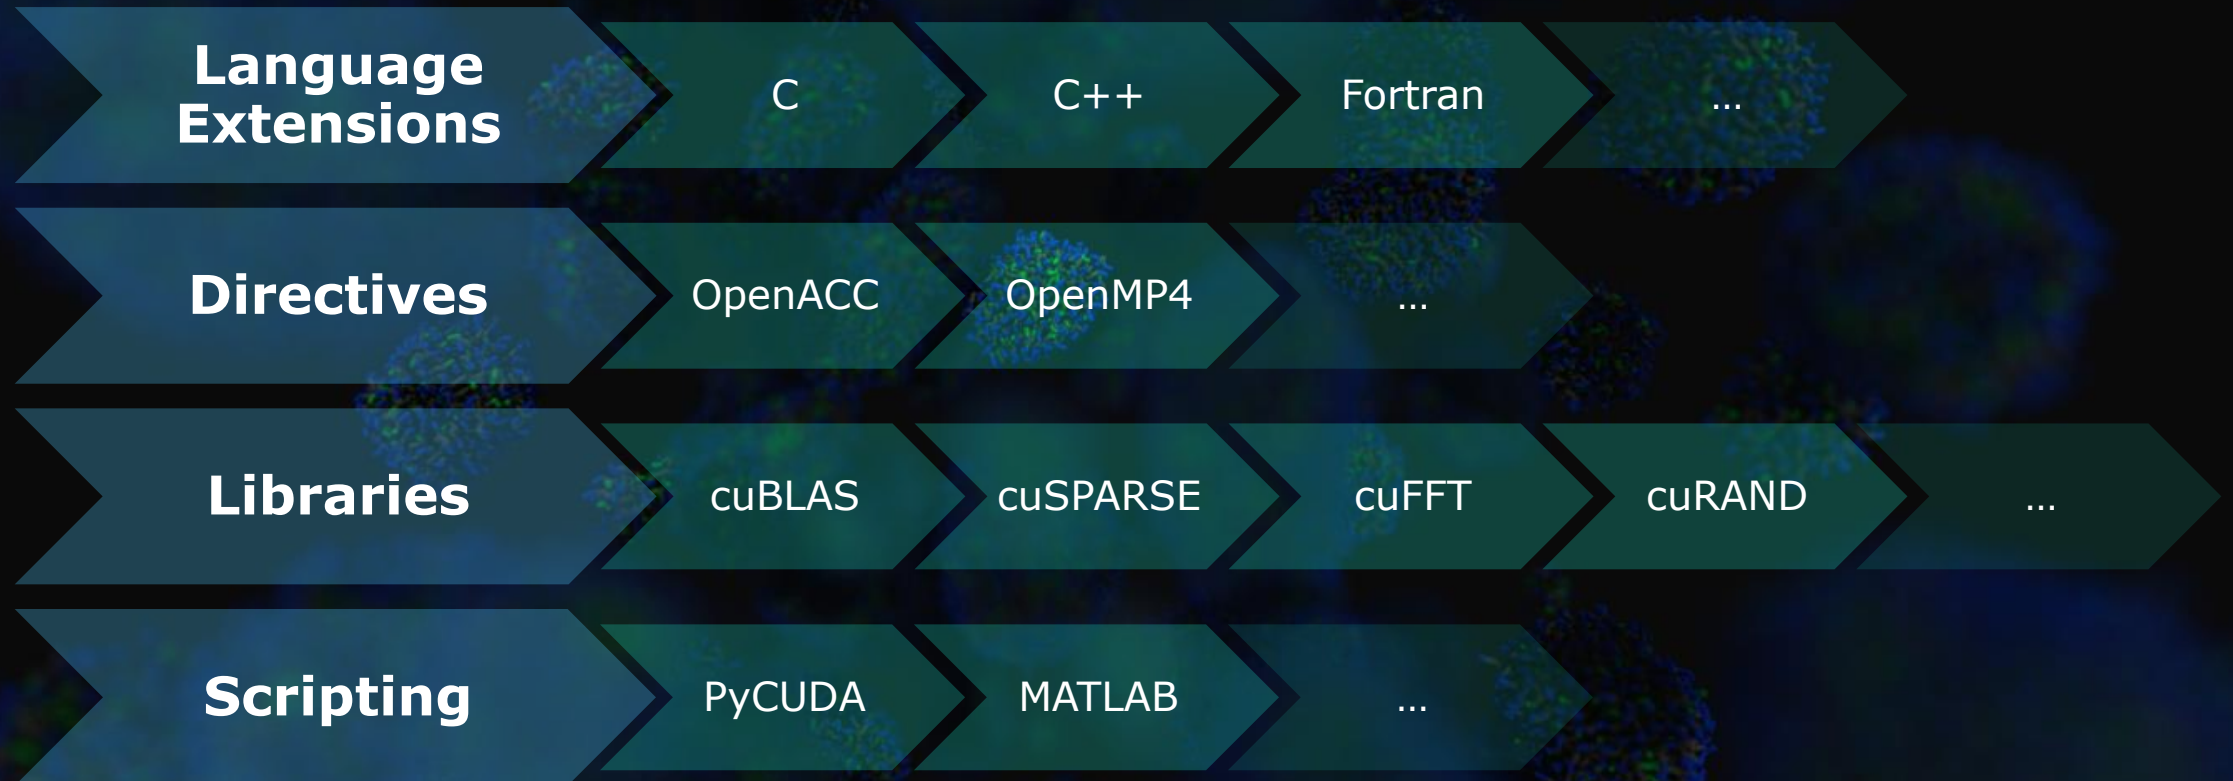 Language
Extensions
C
C++
Fortran
...
Directives
OpenACC
OpenMP4
...
Libraries
cuBLAS
cuSPARSE
cuFFT
cuRAND
...
Scripting
PyCUDA
MATLAB
...